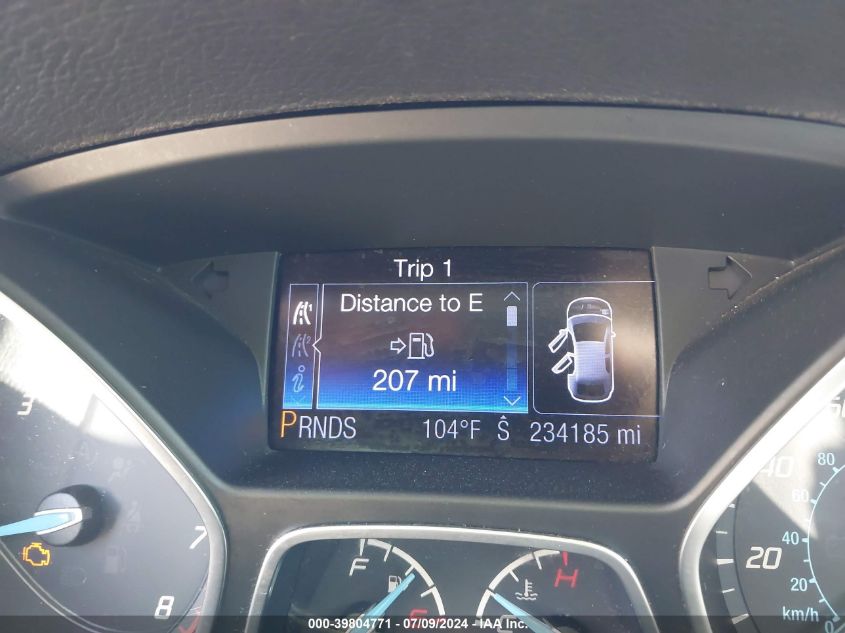 Trip 1
Distance to E
207 mi
PRNDS 104°F S 234185 mi
3
7
8
F
H
40
20
80
60
40
20
km/h
0
000-39804771 - 07/09/2024 - IAA Inc.